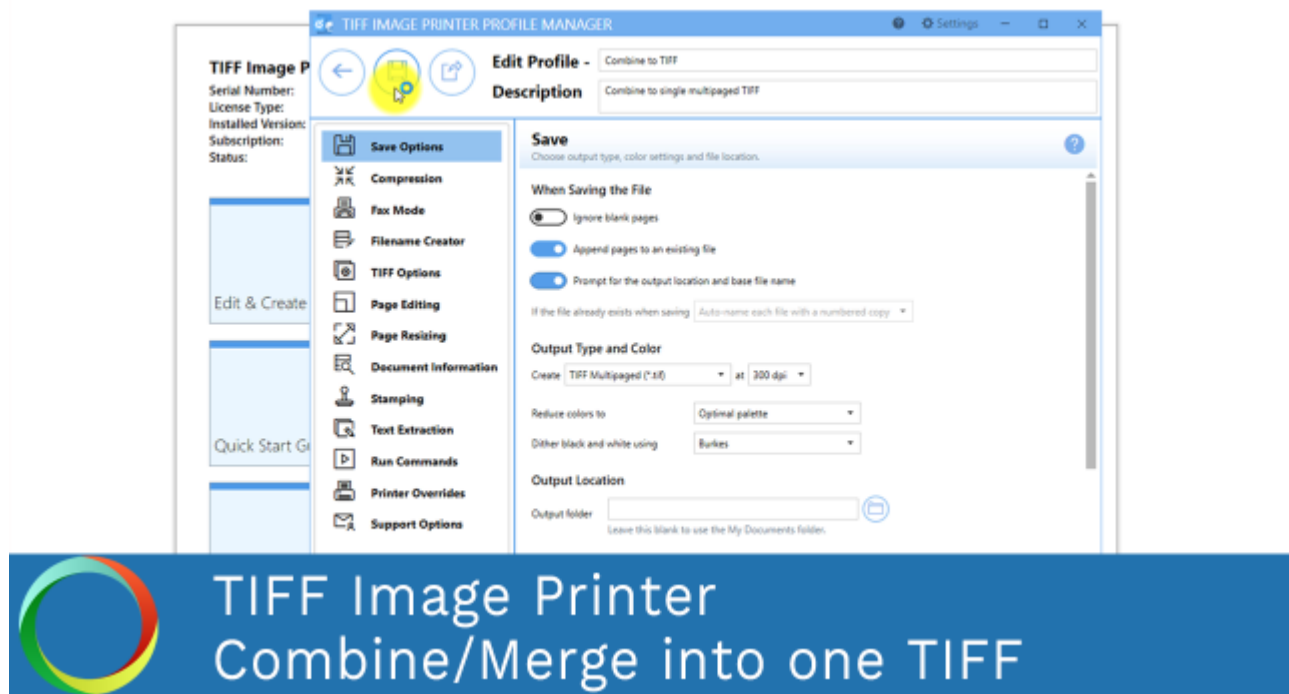 TIFF IMAGE PRINTER PROFILE MANAGER
Settings
TIFF Image P
Serial Number:
License Type:
Installed Version:
Subscription:
Status:
Edit & Create
Quick Start G
Edit Profile - Combine to TIFF
Description Combine to single multipaged TIFF
Save Options
Compression
Fax Mode
Filename Creator
TIFF Options
Page Editing
Page Resizing
Document Information
Stamping
Text Extraction
Run Commands
Printer Overrides
Support Options
Save
Choose output type, color settings and file location.
When Saving the File
Ignore blank pages
Append pages to an existing file
Prompt for the output location and base file name
If the file already exists when saving Auto-name each file with a numbered copy
Output Type and Color
Create TIFF Multipaged (*.tif) at 300 dpi
Reduce colors to Optimal palette
Dither black and white using Burkes
Output Location
Output folder
Leave this blank to use the My Documents folder.
TIFF Image Printer
Combine/Merge into one TIFF